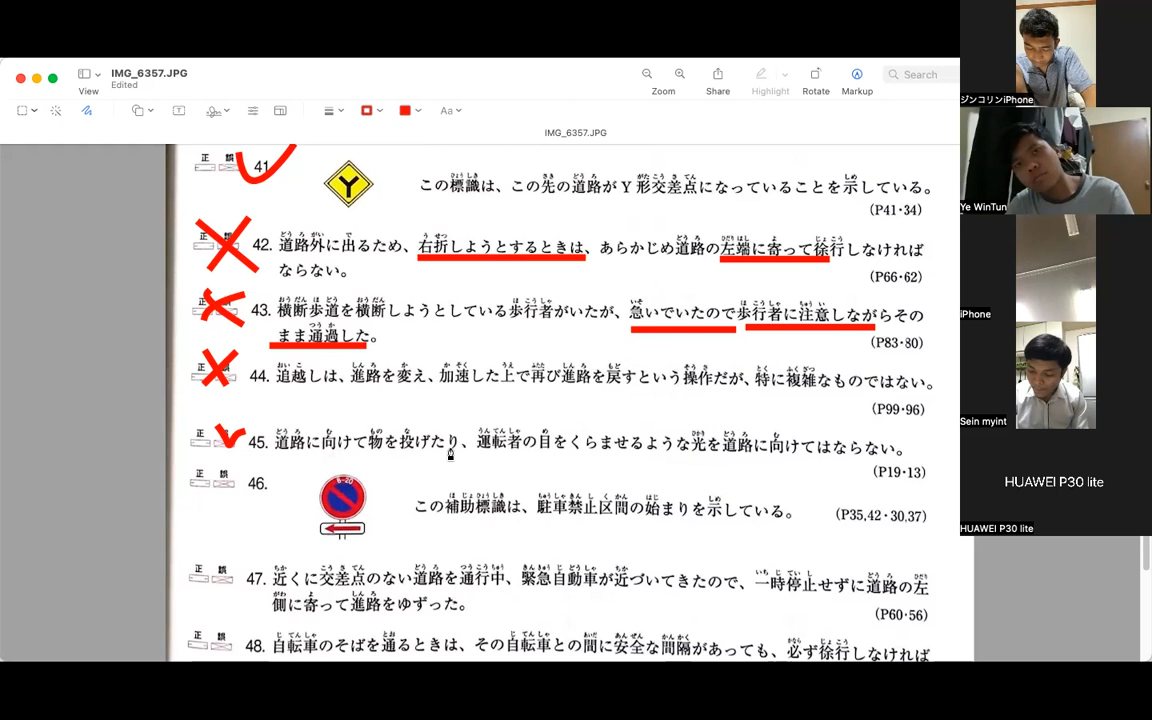 IMG_6357.JPG
Edited
View
Zoom
Share
Highlight
Rotate
Markup
Search
Aa
IMG_6357.JPG
正 誤 41
Y
この標識は、この先の道路がY形交差点になっていることを示している。
(P41・34)
正 誤 42. 道路外に出るため、右折しようとするときは、あらかじめ道路の左端に寄って徐行しなければ
ならない。
(P66・62)
正 誤 43. 横断歩道を横断しようとしている歩行者がいたが、急いでいたので歩行者に注意しながらその
まま通過した。
(P83・80)
正 誤 44. 追越しは、進路を変え、加速した上で再び進路を戻すという操作だが、特に複雑なものではない。
(P99・96)
正 誤 45. 道路に向けて物を投げたり、運転者の目をくらませるような光を道路に向けてはならない。
(P19・13)
正 誤 46.
8-20
この補助標識は、駐車禁止区間の始まりを示している。
(P35,42・30,37)
正 誤 47. 近くに交差点のない道路を通行中、緊急自動車が近づいてきたので、一時停止せずに道路の左
側に寄って進路をゆずった。
(P60・56)
正 誤 48. 自転車のそばを通るときは、その自転車との間に安全な間隔があっても、必ず徐行しなければ
ジンコリンiPhone
Ye WinTun
iPhone
Sein myint
HUAWEI P30 lite
HUAWEI P30 lite